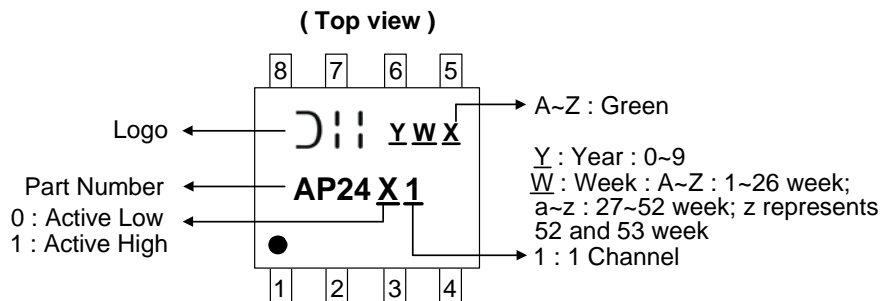 ( Top view )
8 7 6 5
Logo
Y W X
A~Z : Green
Part Number
AP24 X 1
0 : Active Low
1 : Active High
Y : Year : 0~9
W : Week : A~Z : 1~26 week;
a~z : 27~52 week; z represents
52 and 53 week
1 : 1 Channel
1 2 3 4